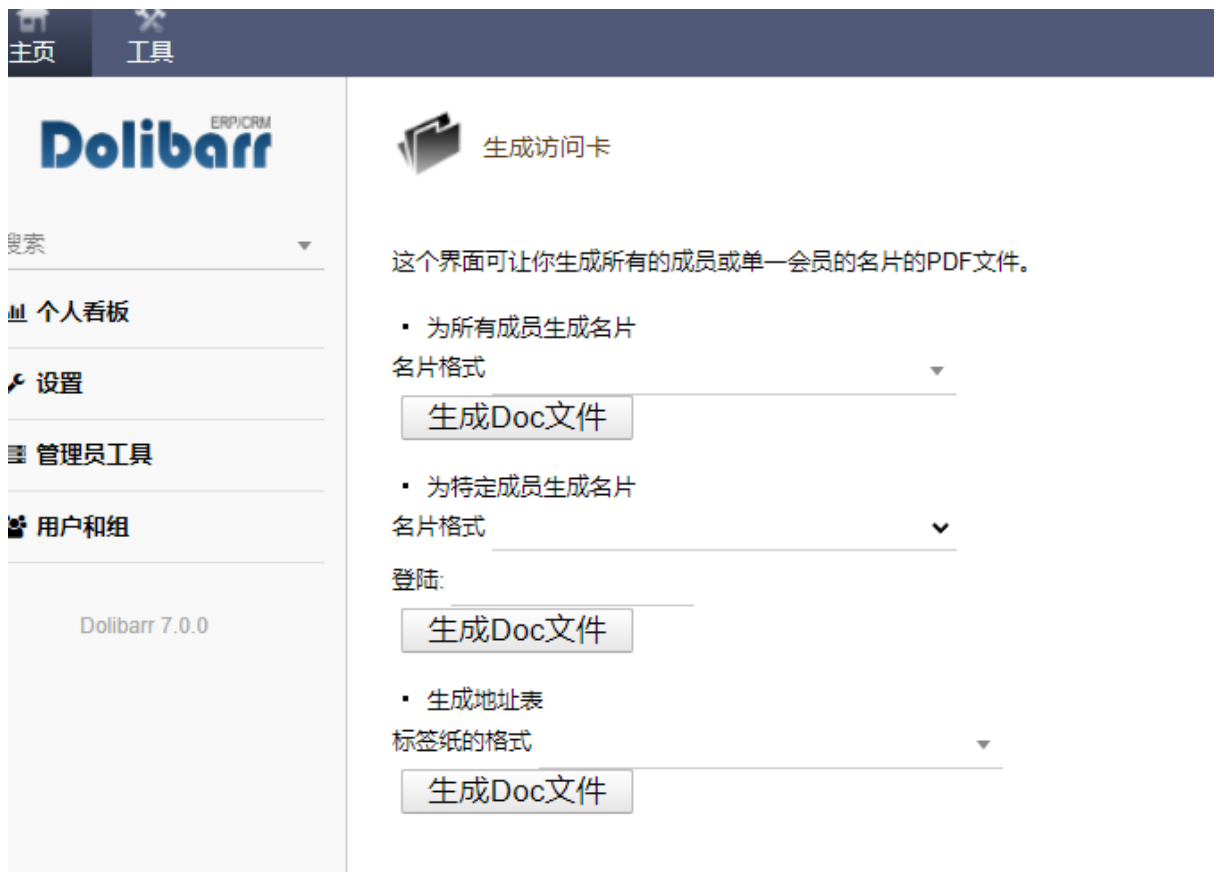 主页
工具
Dolibarr ERP/CRM
生成访问卡
搜索
这个界面可让你生成所有的成员或单一会员的名片的PDF文件。
个人看板
▪ 为所有成员生成名片
名片格式
设置
生成Doc文件
管理员工具
▪ 为特定成员生成名片
名片格式
用户和组
登陆:
生成Doc文件
Dolibarr 7.0.0
▪ 生成地址表
标签纸的格式
生成Doc文件